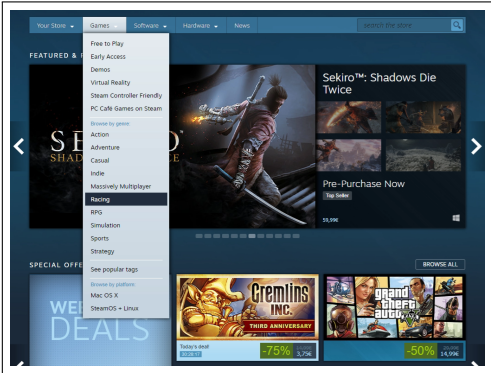 Your Store
Games
Software
Hardware
News
search the store
FEATURED &
Free to Play
Early Access
Demos
Virtual Reality
Steam Controller Friendly
PC Café Games on Steam
Browse by genre
Action
Adventure
Casual
Indie
Massively Multiplayer
Racing
RPG
Simulation
Sports
Strategy
See popular tags
Browse by platform
Mac OS X
SteamOS + Linux
Sekiro™: Shadows Die
Twice
Pre-Purchase Now
Top Seller
59,99€
SPECIAL OFFE
BROWSE ALL
DEALS
Gremlins
INC.
THIRD ANNIVERSARY
Today's deal!
-75%
3,75€
grand
theft
auto
-50%
14,99€